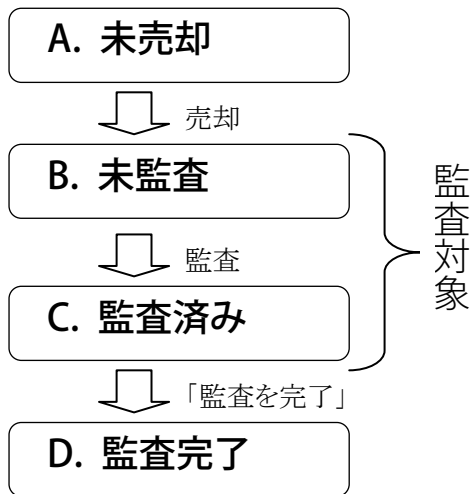 A. 未売却
売却
B. 未監査
監査
C. 監査済み
「監査を完了」
D. 監査完了
監査対象